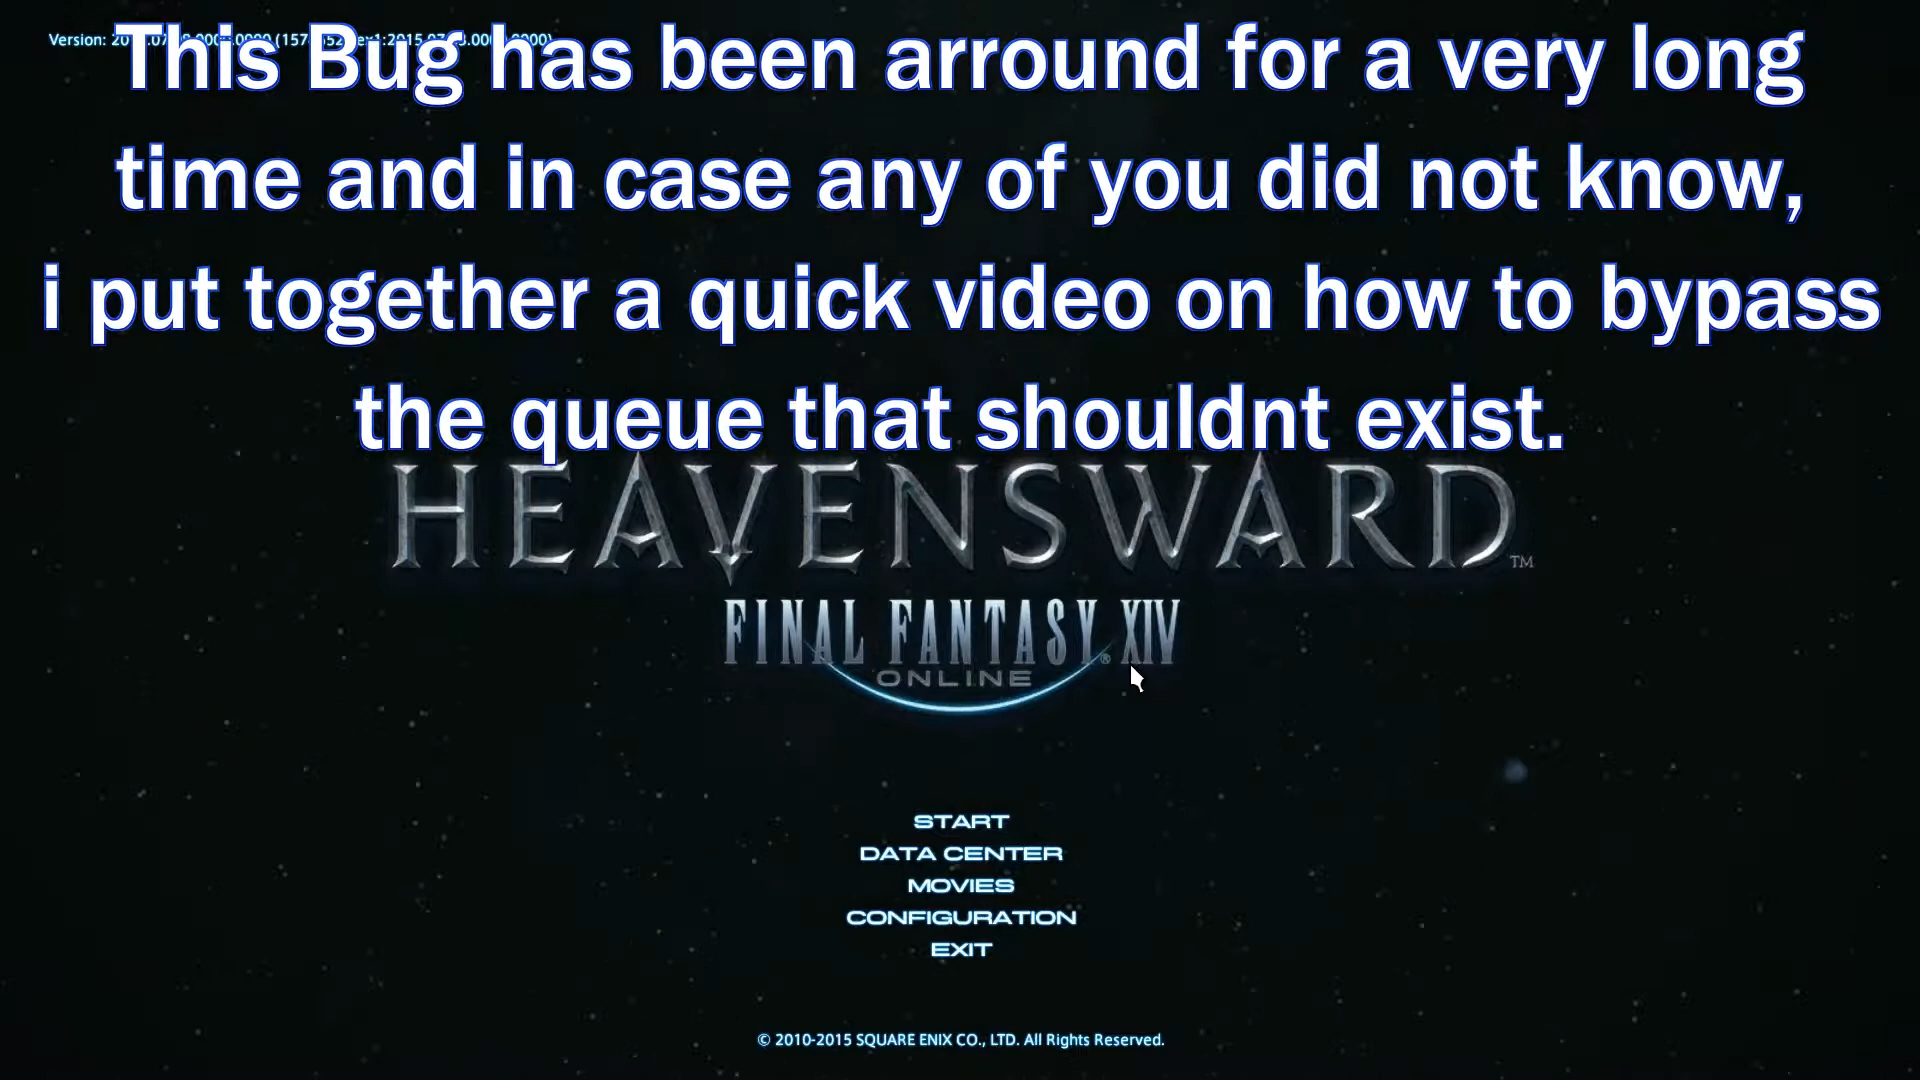 Version:
This Bug has been arround for a very long
time and in case any of you did not know,
i put together a quick video on how to bypass
the queue that shouldnt exist.
HEAVENSWARD™
FINAL FANTASY® XIV
ONLINE
START
DATA CENTER
MOVIES
CONFIGURATION
EXIT
© 2010-2015 SQUARE ENIX CO., LTD. All Rights Reserved.